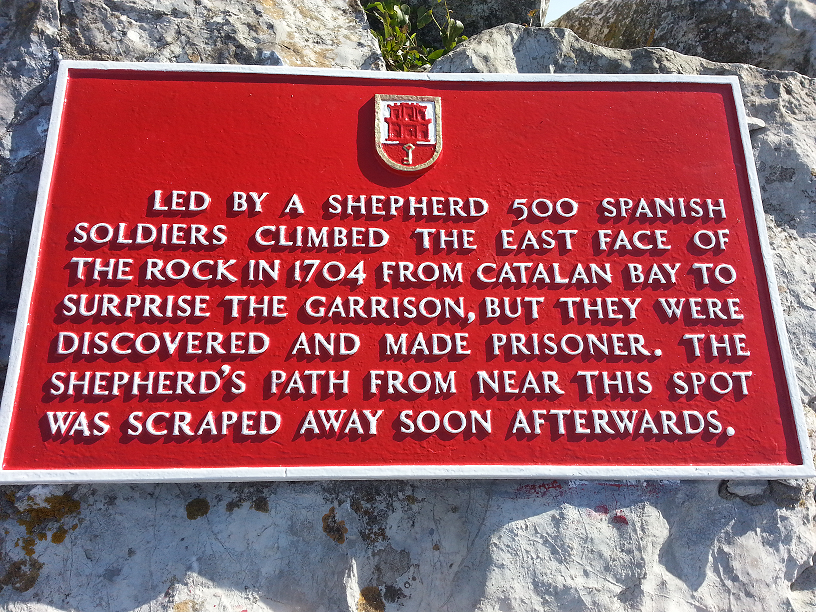 LED BY A SHEPHERD 500 SPANISH
SOLDIERS CLIMBED THE EAST FACE OF
THE ROCK IN 1704 FROM CATALAN BAY TO
SURPRISE THE GARRISON, BUT THEY WERE
DISCOVERED AND MADE PRISONER. THE
SHEPHERD'S PATH FROM NEAR THIS SPOT
WAS SCRAPED AWAY SOON AFTERWARDS.